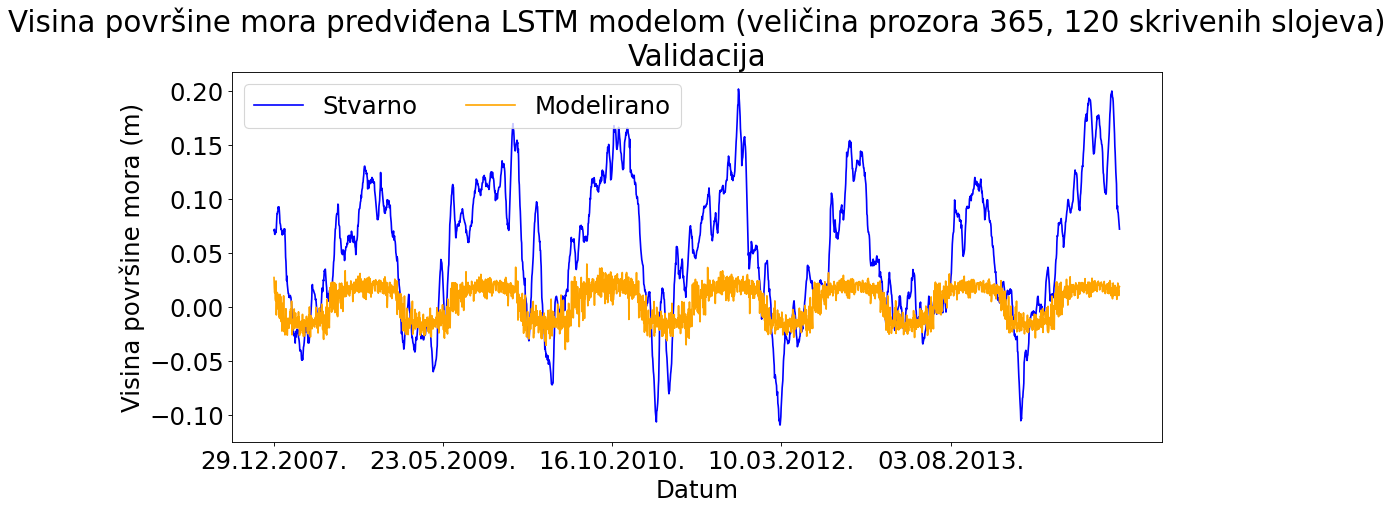 Visina površine mora predviđena LSTM modelom (veličina prozora 365, 120 skrivenih slojeva)
Validacija
Stvarno Modelirano
Visina površine mora (m)
0.20
0.15
0.10
0.05
0.00
−0.05
−0.10
29.12.2007. 23.05.2009. 16.10.2010. 10.03.2012. 03.08.2013.
Datum